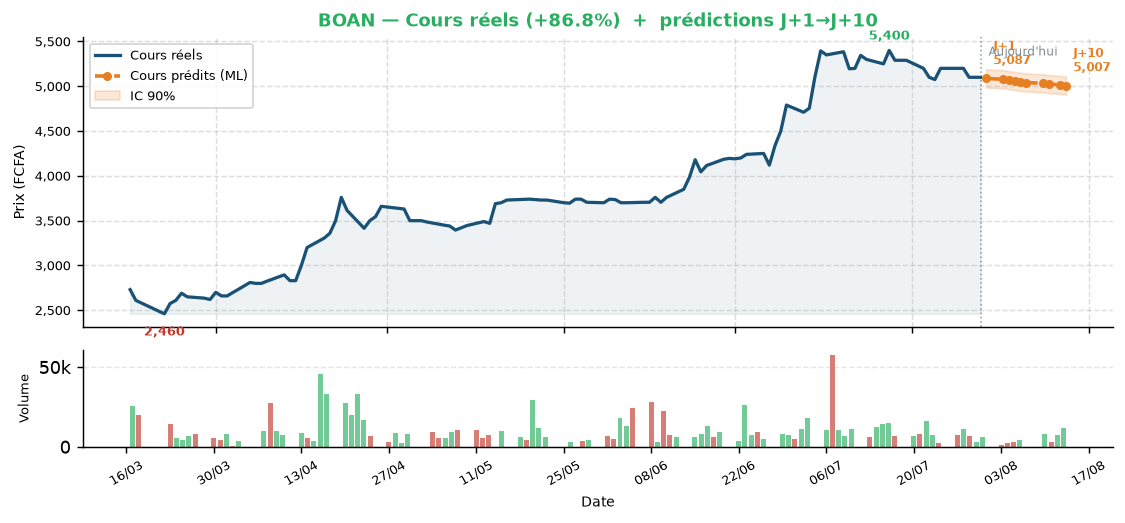 BOAN — Cours réels (+86.8%)  +  prédictions J+1→J+10
Cours réels
Cours prédits (ML)
IC 90%
5,400
Aujourd'hui
J+1
5,087
J+10
5,007
2,460
Prix (FCFA)
5,500
5,000
4,500
4,000
3,500
3,000
2,500
Volume
50k
0
16/03
30/03
13/04
27/04
11/05
25/05
08/06
22/06
06/07
20/07
03/08
17/08
Date